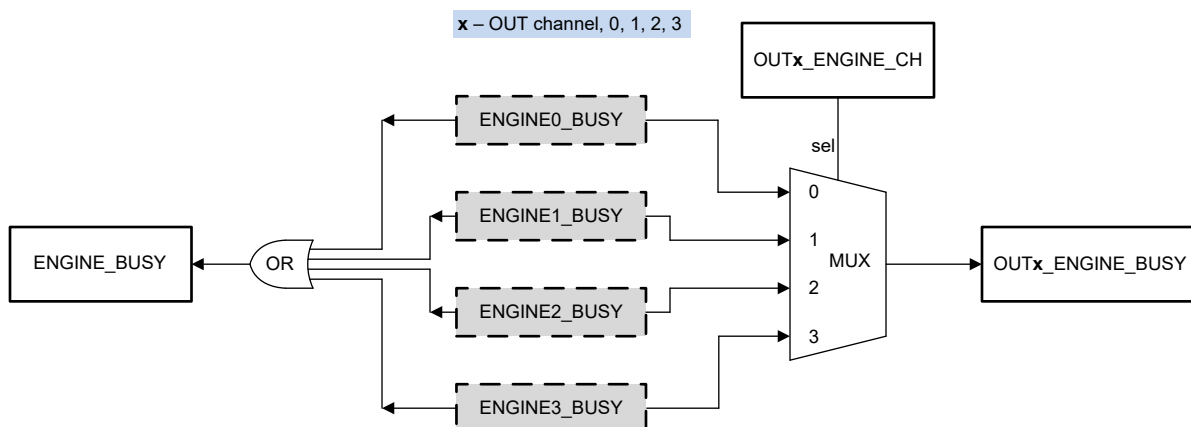 x – OUT channel, 0, 1, 2, 3
OUTx_ENGINE_CH
ENGINE0_BUSY
sel
0
ENGINE1_BUSY
1
ENGINE_BUSY
OR
MUX
OUTx_ENGINE_BUSY
2
ENGINE2_BUSY
3
ENGINE3_BUSY